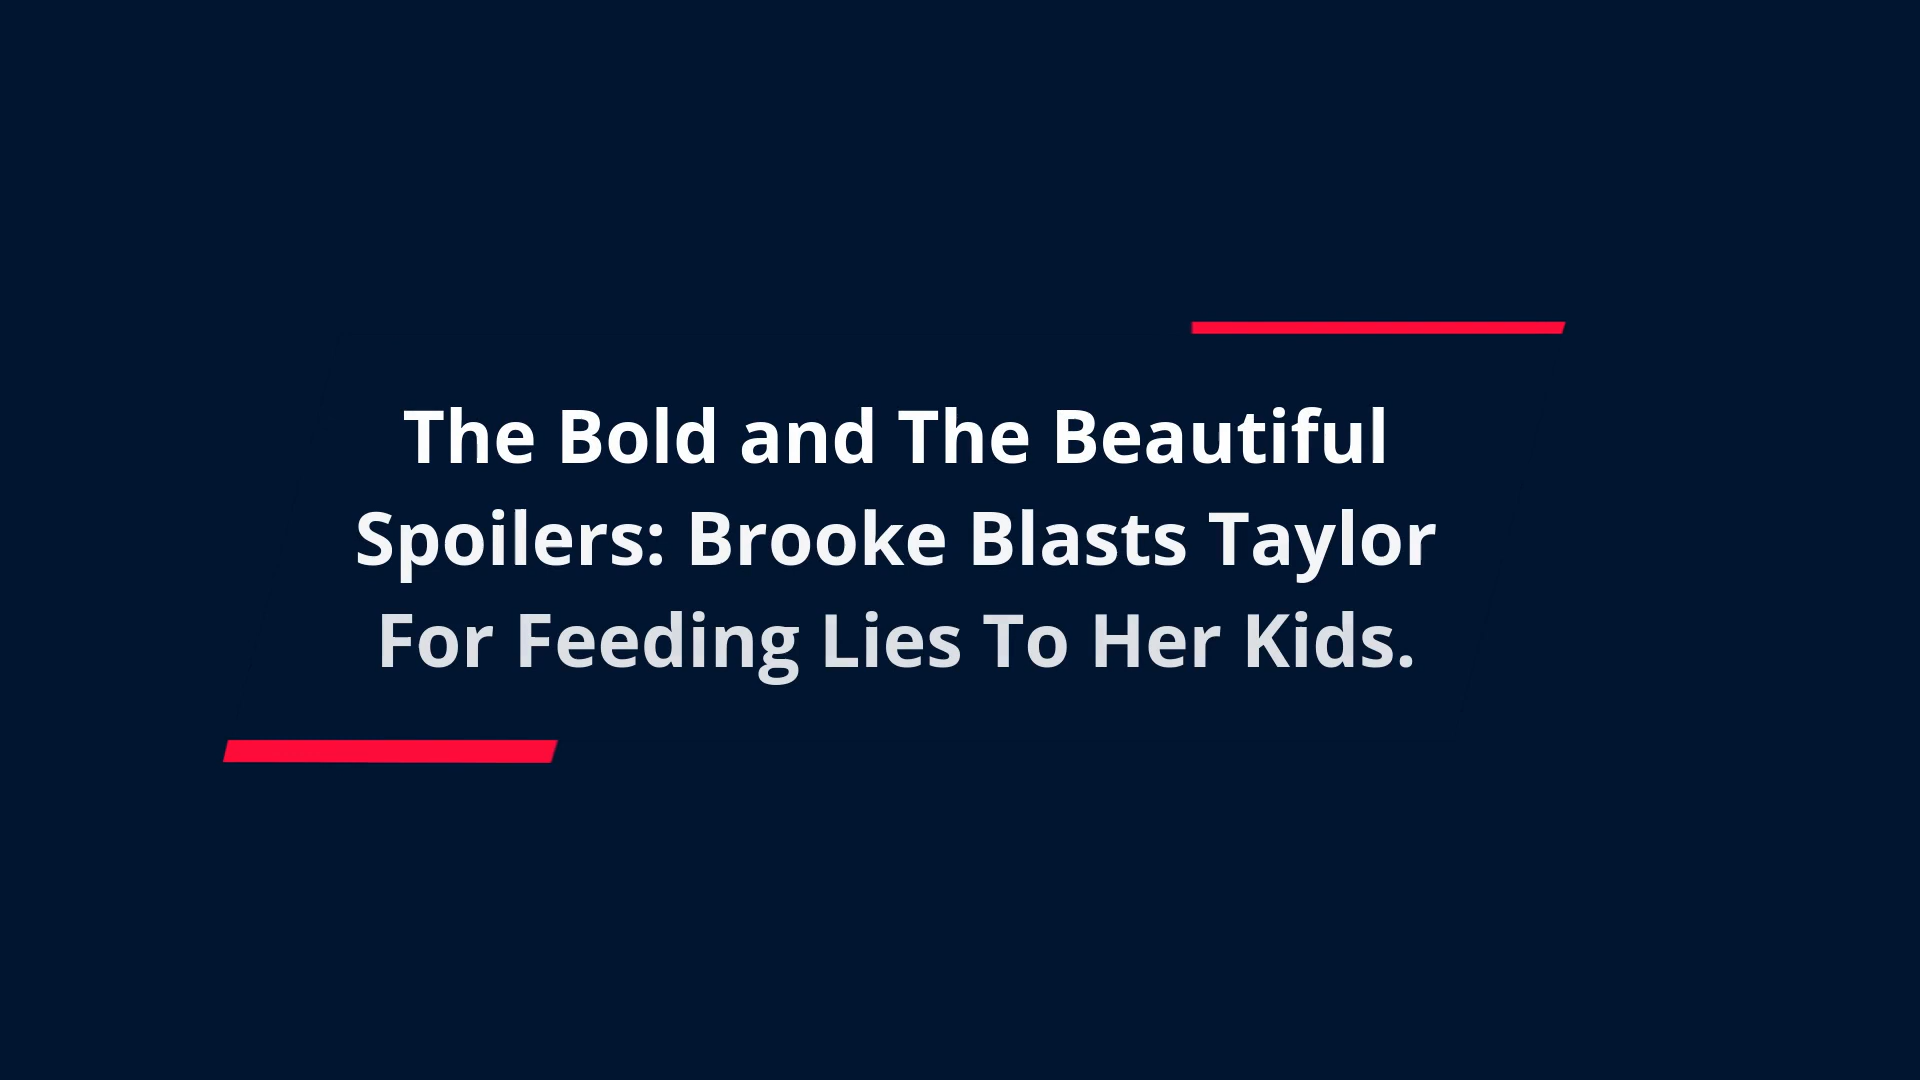 The Bold and The Beautiful
Spoilers: Brooke Blasts Taylor
For Feeding Lies To Her Kids.